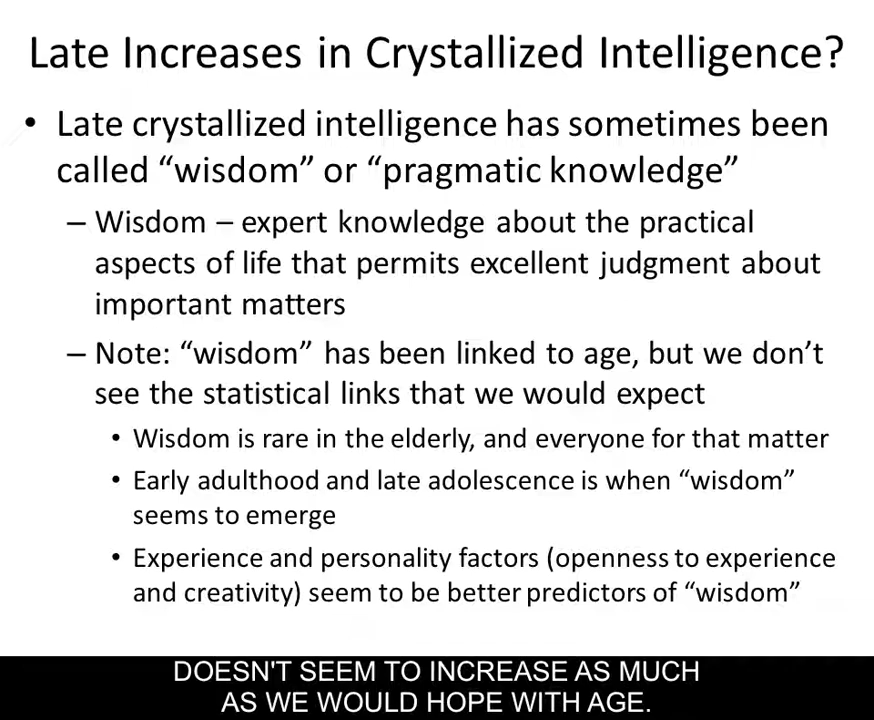 Late Increases in Crystallized Intelligence?
• Late crystallized intelligence has sometimes been
called “wisdom” or “pragmatic knowledge”
– Wisdom – expert knowledge about the practical
aspects of life that permits excellent judgment about
important matters
– Note: “wisdom” has been linked to age, but we don’t
see the statistical links that we would expect
• Wisdom is rare in the elderly, and everyone for that matter
• Early adulthood and late adolescence is when “wisdom”
seems to emerge
• Experience and personality factors (openness to experience
and creativity) seem to be better predictors of “wisdom”
DOESN'T SEEM TO INCREASE AS MUCH
AS WE WOULD HOPE WITH AGE.